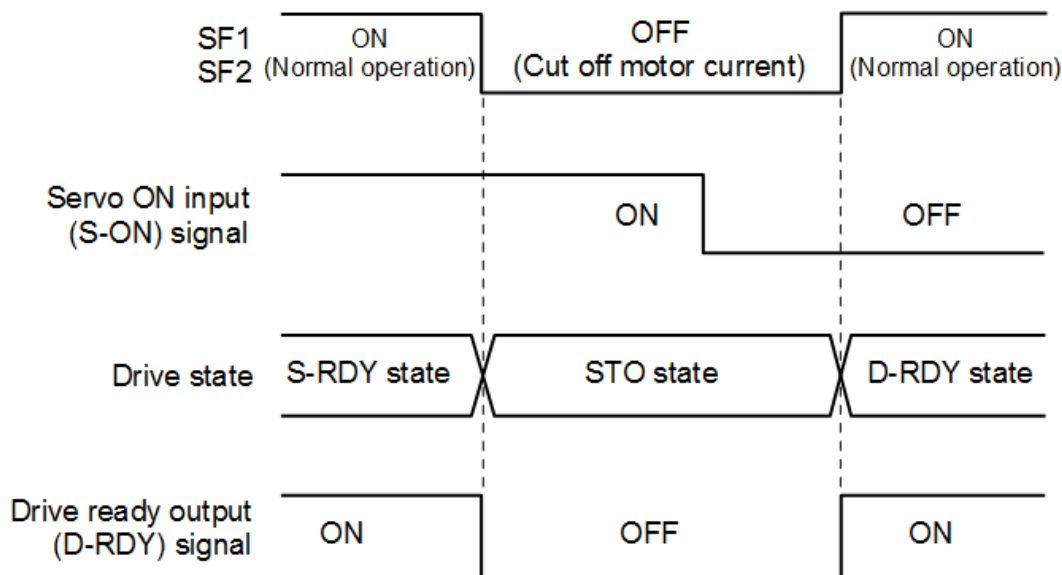 SF1
SF2
ON
(Normal operation)
OFF
(Cut off motor current)
ON
(Normal operation)
Servo ON input
(S-ON) signal
ON
OFF
Drive state
S-RDY state
STO state
D-RDY state
Drive ready output
(D-RDY) signal
ON
OFF
ON